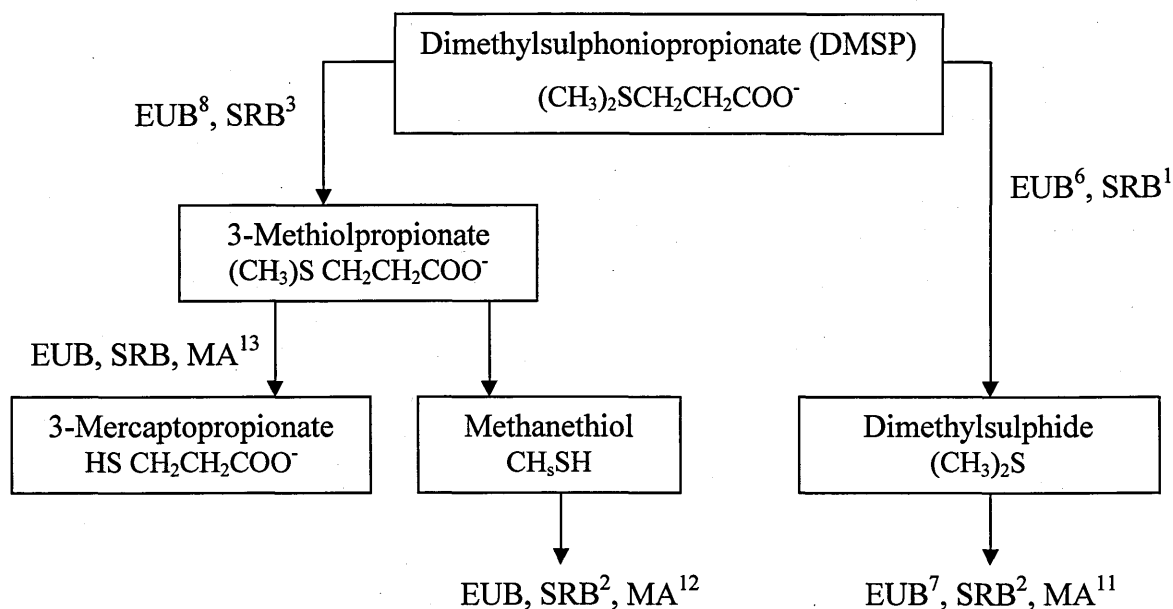 Dimethylsulphoniopropionate (DMSP)
(CH₃)₂SCH₂CH₂COO⁻
EUB⁸, SRB³
EUB⁶, SRB¹
3-Methiolpropionate
(CH₃)S CH₂CH₂COO⁻
EUB, SRB, MA¹³
3-Mercaptopropionate
HS CH₂CH₂COO⁻
Methanethiol
CHₛSH
Dimethylsulphide
(CH₃)₂S
EUB, SRB², MA¹²
EUB⁷, SRB², MA¹¹